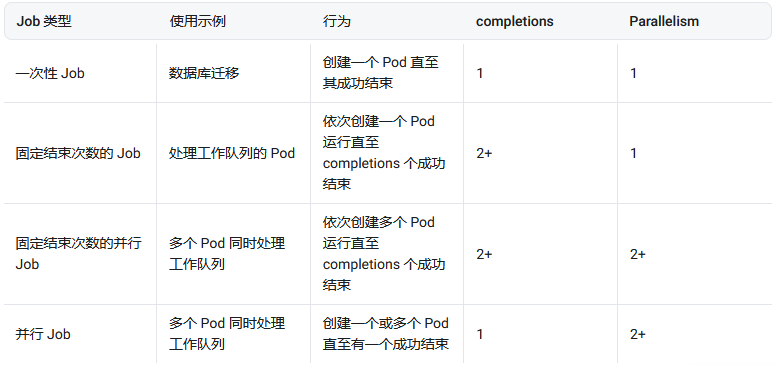 Job 类型 使用示例 行为 completions Parallelism
一次性 Job 数据库迁移 创建一个 Pod 直至
其成功结束 1 1
固定结束次数的 Job 处理工作队列的 Pod 依次创建一个 Pod
运行直至
completions 个成功
结束 2+ 1
固定结束次数的并行
Job 多个 Pod 同时处理
工作队列 依次创建多个 Pod
运行直至
completions 个成功
结束 2+ 2+
并行 Job 多个 Pod 同时处理
工作队列 创建一个或多个 Pod
直至有一个成功结束 1 2+